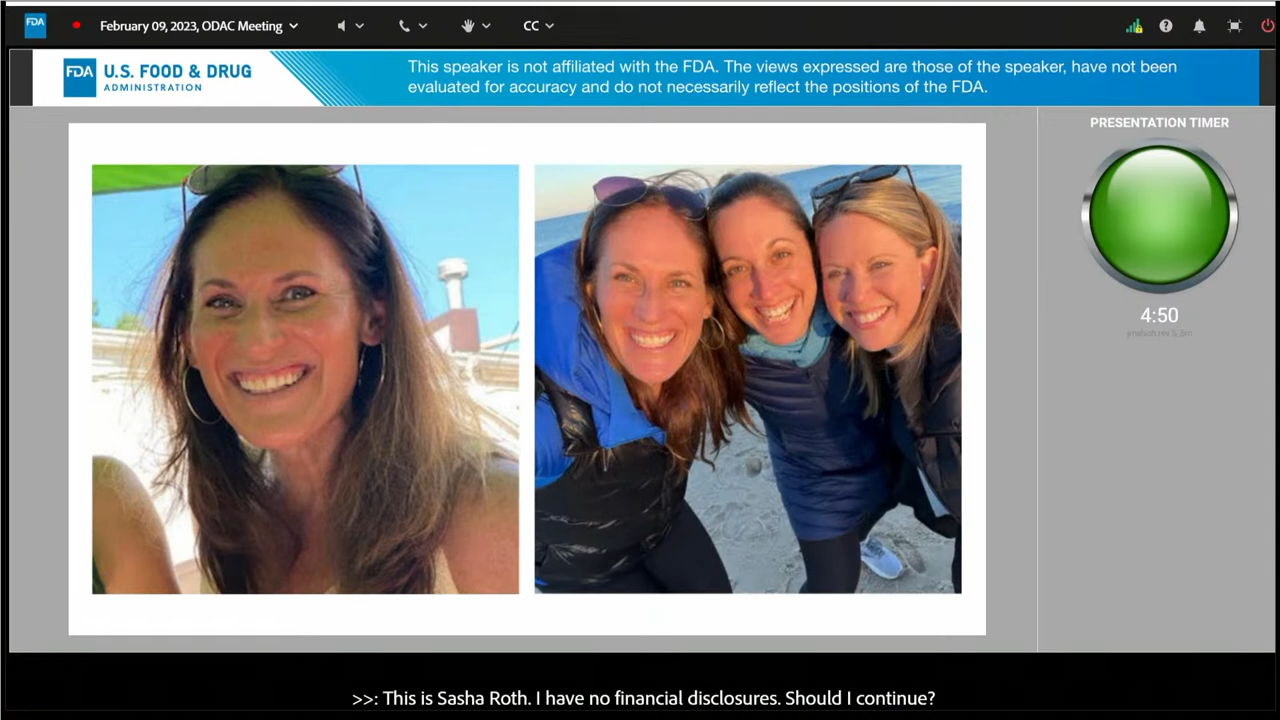 FDA
February 09, 2023, ODAC Meeting
CC
FDA U.S. FOOD & DRUG
ADMINISTRATION
This speaker is not affiliated with the FDA. The views expressed are those of the speaker, have not been
evaluated for accuracy and do not necessarily reflect the positions of the FDA.
PRESENTATION TIMER
4:50
>>: This is Sasha Roth. I have no financial disclosures. Should I continue?